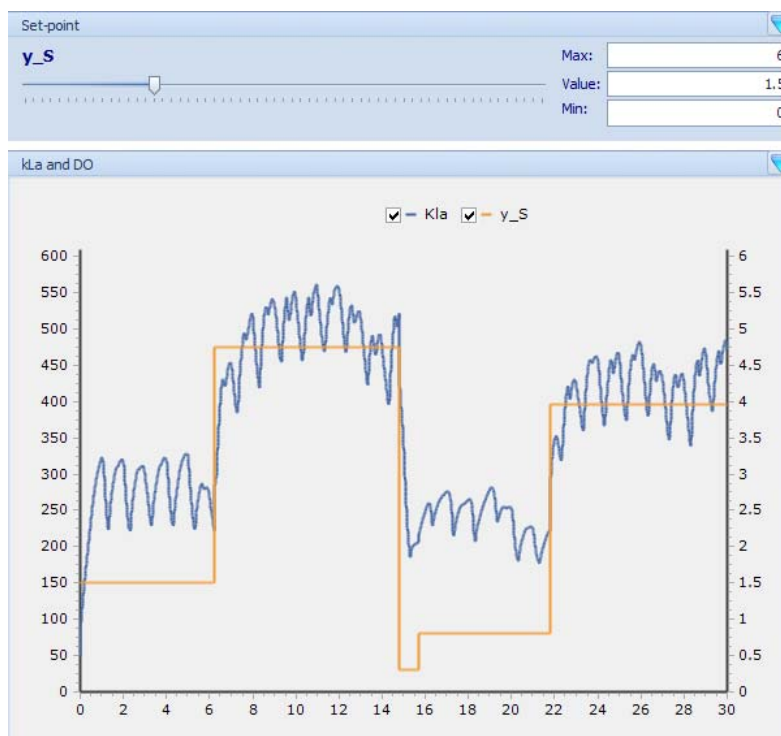 Set-point
y_S
Max: 6
Value: 1.5
Min: 0
kLa and DO
Kla y_S
600 6
550 5.5
500 5
450 4.5
400 4
350 3.5
300 3
250 2.5
200 2
150 1.5
100 1
50 0.5
0 0
0 2 4 6 8 10 12 14 16 18 20 22 24 26 28 30